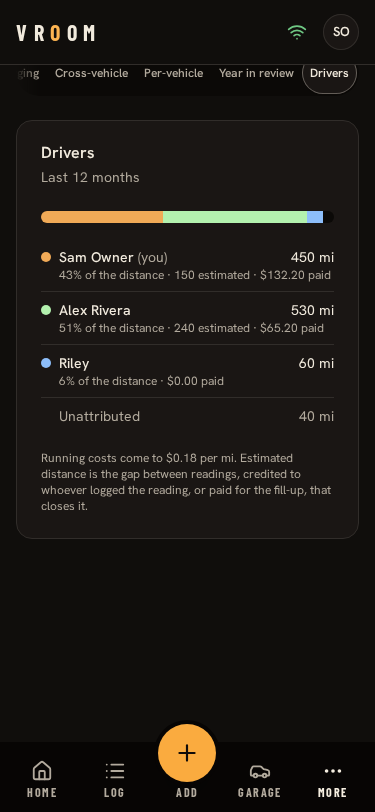 VROOM
SO
ging
Cross-vehicle
Per-vehicle
Year in review
Drivers
Drivers
Last 12 months
Sam Owner (you)
450 mi
43% of the distance · 150 estimated · $132.20 paid
Alex Rivera
530 mi
51% of the distance · 240 estimated · $65.20 paid
Riley
60 mi
6% of the distance · $0.00 paid
Unattributed
40 mi
Running costs come to $0.18 per mi. Estimated
distance is the gap between readings, credited to
whoever logged the reading, or paid for the fill-up, that
closes it.
HOME
LOG
ADD
GARAGE
MORE